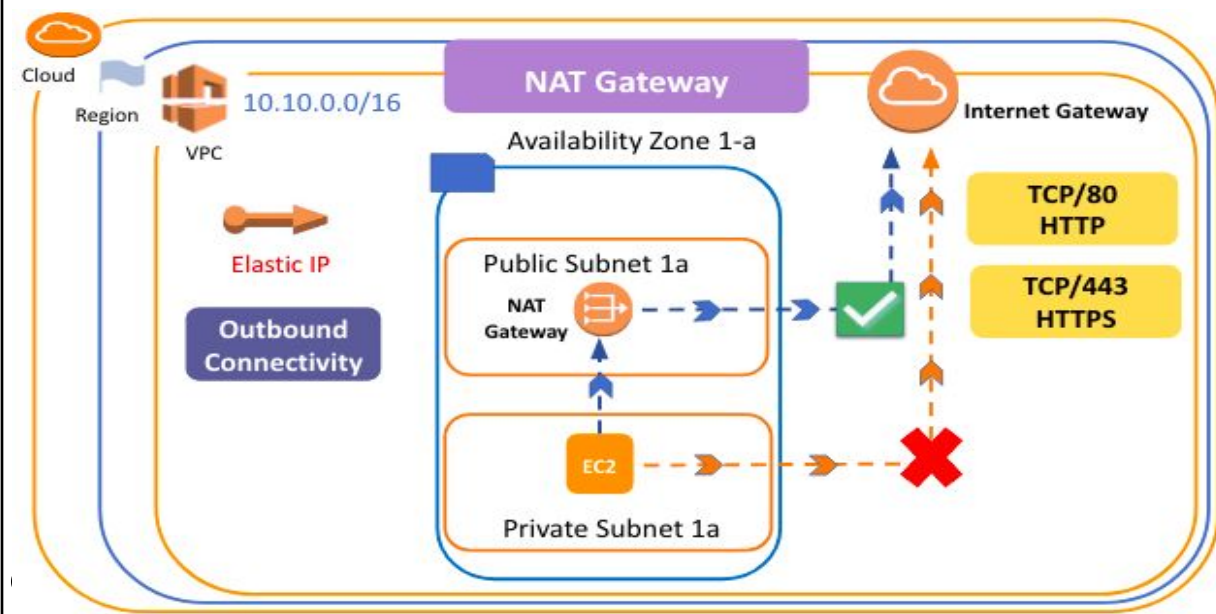 Cloud
Region
VPC
10.10.0.0/16
NAT Gateway
Internet Gateway
Availability Zone 1-a
TCP/80
HTTP
TCP/443
HTTPS
Elastic IP
Outbound
Connectivity
Public Subnet 1a
NAT
Gateway
EC2
Private Subnet 1a